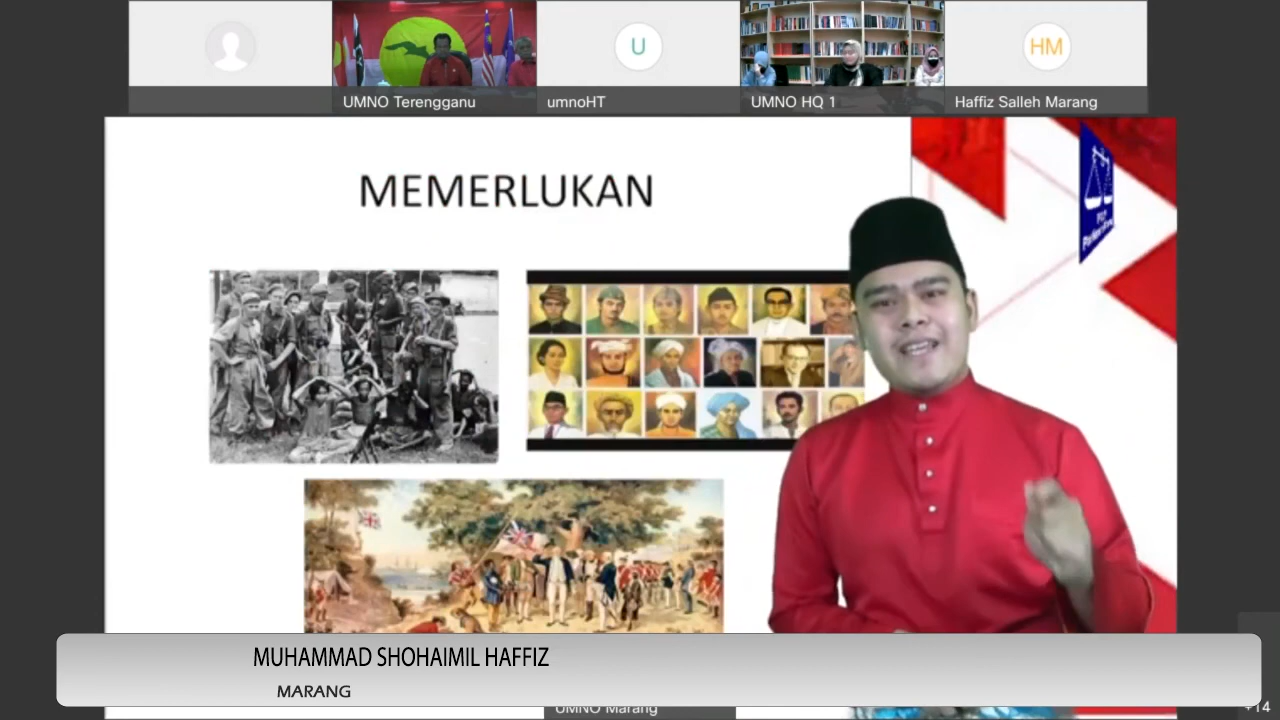 U
HM
UMNO Terengganu
umnoHT
UMNO HQ 1
Haffiz Salleh Marang
MEMERLUKAN
MUHAMMAD SHOHAIMIL HAFFIZ
MARANG
UMNO Marang
+14